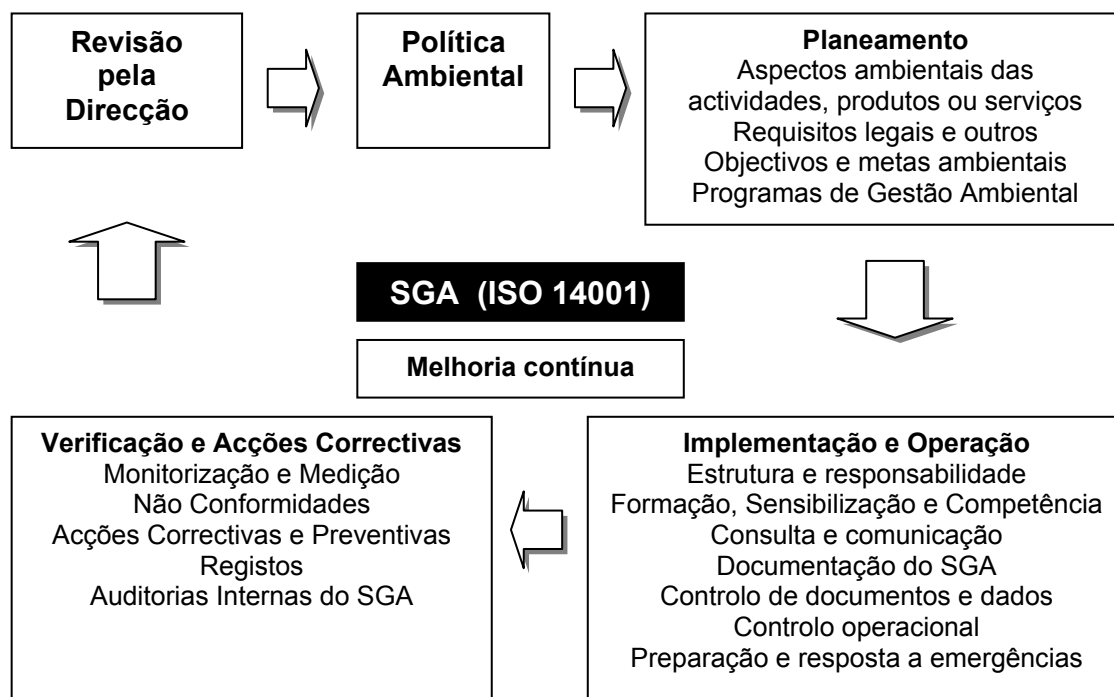 Revisão
pela
Direcção
Política
Ambiental
Planeamento
Aspectos ambientais das
actividades, produtos ou serviços
Requisitos legais e outros
Objectivos e metas ambientais
Programas de Gestão Ambiental
SGA (ISO 14001)
Melhoria contínua
Verificação e Acções Correctivas
Monitorização e Medição
Não Conformidades
Acções Correctivas e Preventivas
Registos
Auditorias Internas do SGA
Implementação e Operação
Estrutura e responsabilidade
Formação, Sensibilização e Competência
Consulta e comunicação
Documentação do SGA
Controlo de documentos e dados
Controlo operacional
Preparação e resposta a emergências